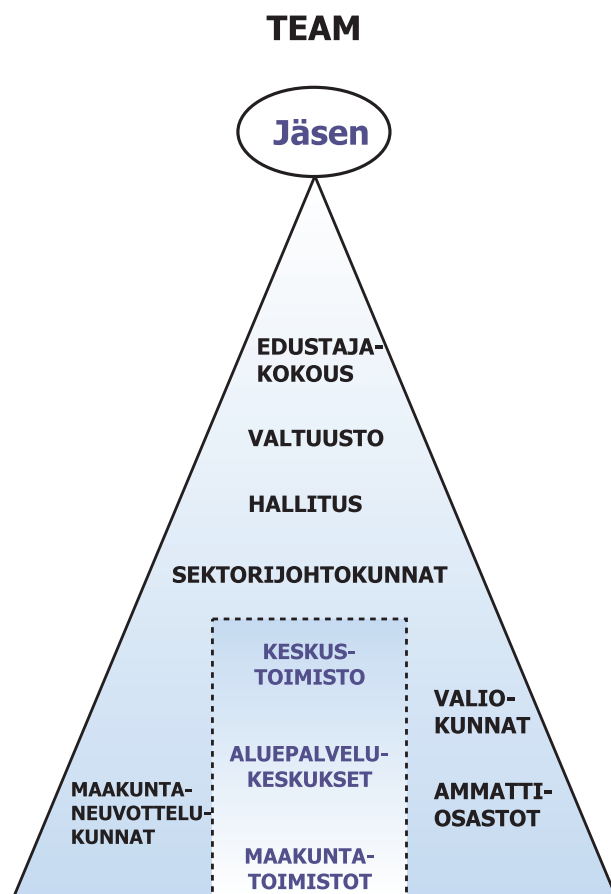 TEAM
Jäsen
EDUSTAJA-
KOKOUS
VALTUUSTO
HALLITUS
SEKTORIJOHTOKUNNAT
KESKUS-
TOIMISTO
ALUEPALVELU-
KESKUKSET
MAAKUNTA-
TOIMISTOT
MAAKUNTA-
NEUVOTTELU-
KUNNAT
VALIO-
KUNNAT
AMMATTI-
OSASTOT